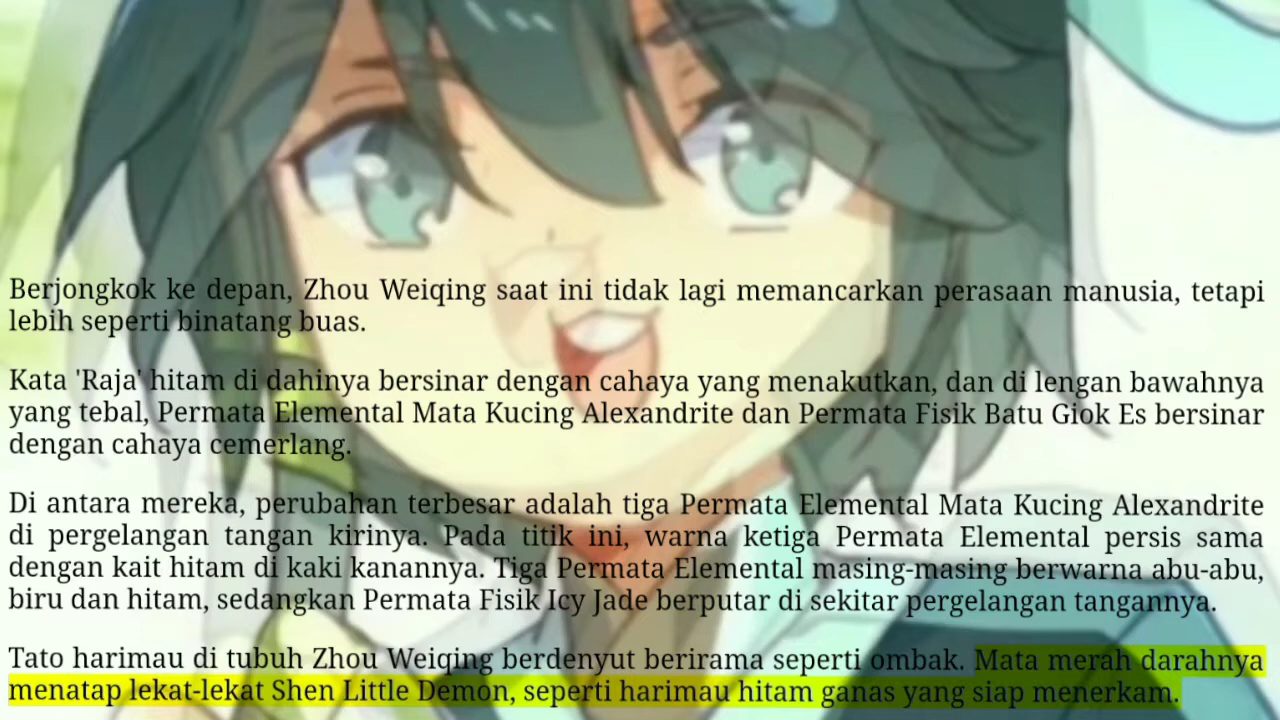 Berjongkok ke depan, Zhou Weiqing saat ini tidak lagi memancarkan perasaan manusia, tetapi
lebih seperti binatang buas.
Kata 'Raja' hitam di dahinya bersinar dengan cahaya yang menakutkan, dan di lengan bawahnya
yang tebal, Permata Elemental Mata Kucing Alexandrite dan Permata Fisik Batu Giok Es bersinar
dengan cahaya cemerlang.
Di antara mereka, perubahan terbesar adalah tiga Permata Elemental Mata Kucing Alexandrite
di pergelangan tangan kirinya. Pada titik ini, warna ketiga Permata Elemental persis sama
dengan kait hitam di kaki kanannya. Tiga Permata Elemental masing-masing berwarna abu-abu,
biru dan hitam, sedangkan Permata Fisik Icy Jade berputar di sekitar pergelangan tangannya.
Tato harimau di tubuh Zhou Weiqing berdenyut berirama seperti ombak. Mata merah darahnya
menatap lekat-lekat Shen Little Demon, seperti harimau hitam ganas yang siap menerkam.